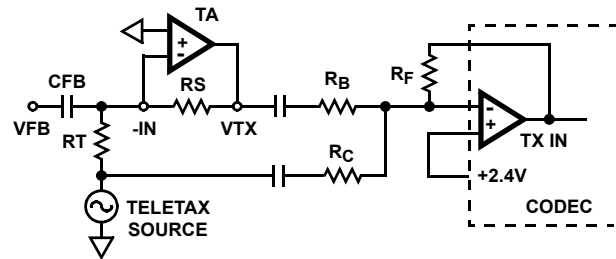 TA
+
-
CFB
RS
RB
RF
VFB
-IN
VTX
-
+
TX IN
RT
RC
+2.4V
TELETAX
SOURCE
CODEC